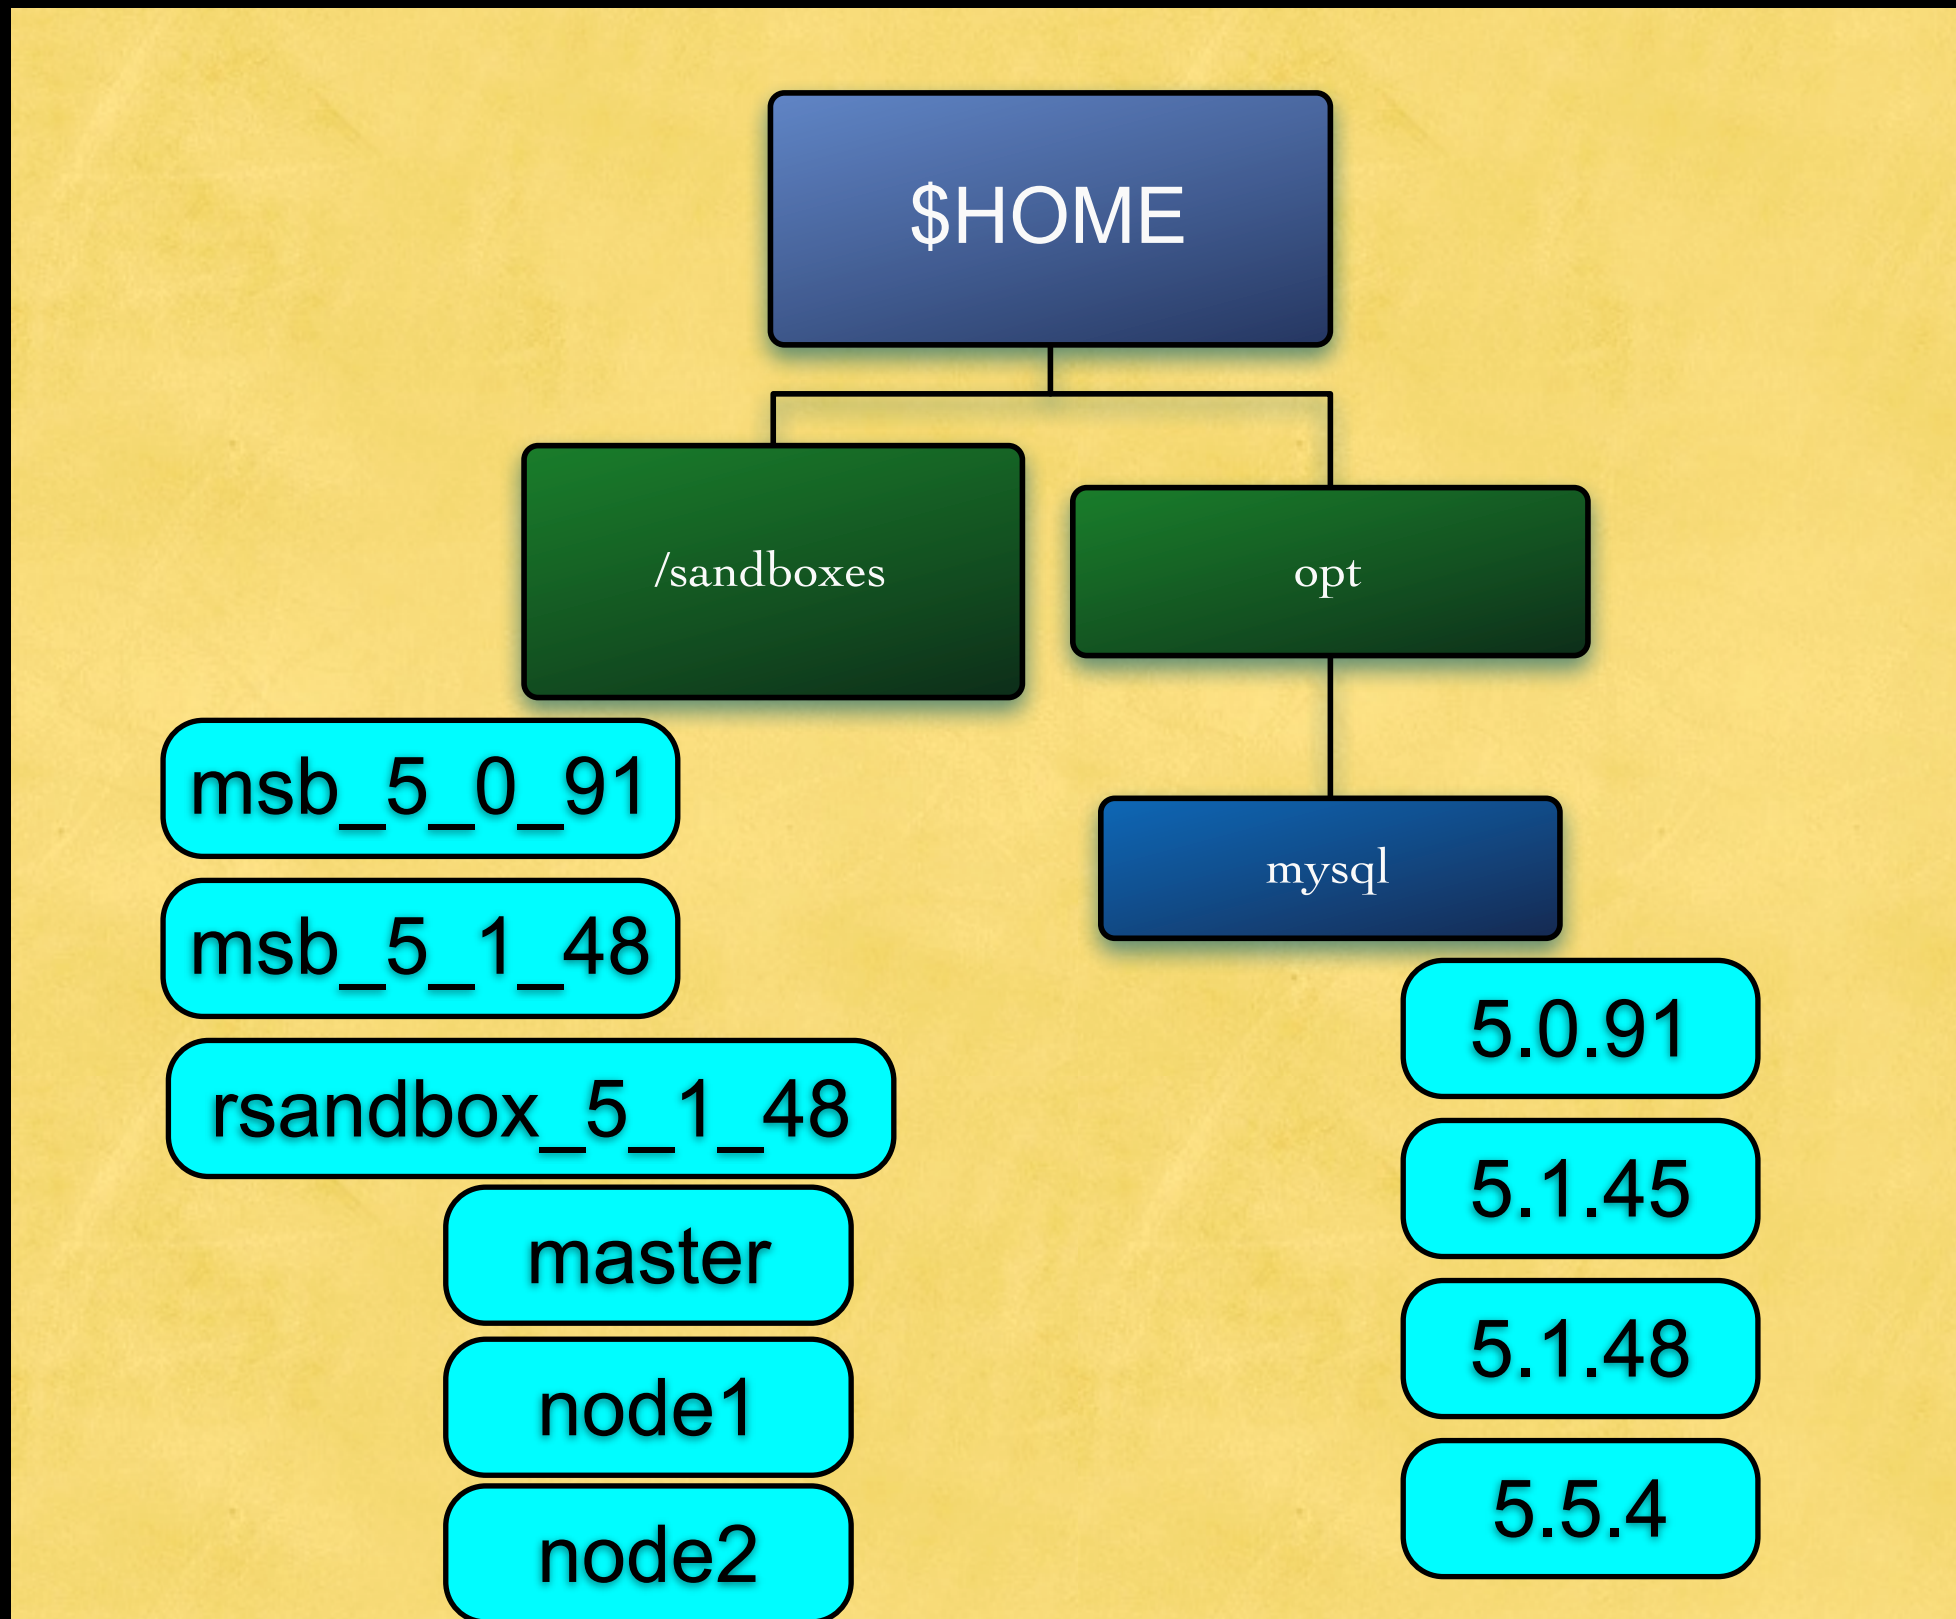 $HOME
/sandboxes
opt
msb_5_0_91
msb_5_1_48
rsandbox_5_1_48
master
node1
node2
mysql
5.0.91
5.1.45
5.1.48
5.5.4